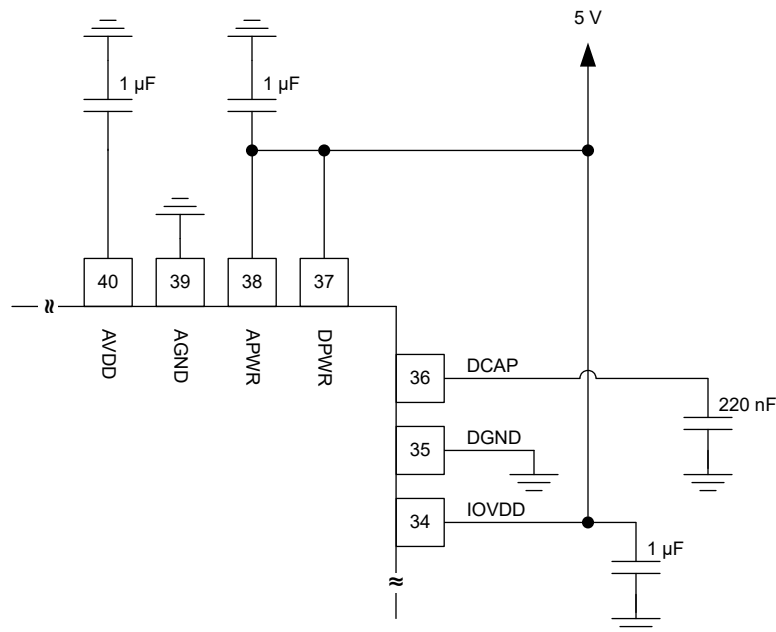 5 V
1 µF
1 µF
40
39
38
37
AVDD
AGND
APWR
DPWR
36
DCAP
220 nF
35
DGND
34
IOVDD
1 µF